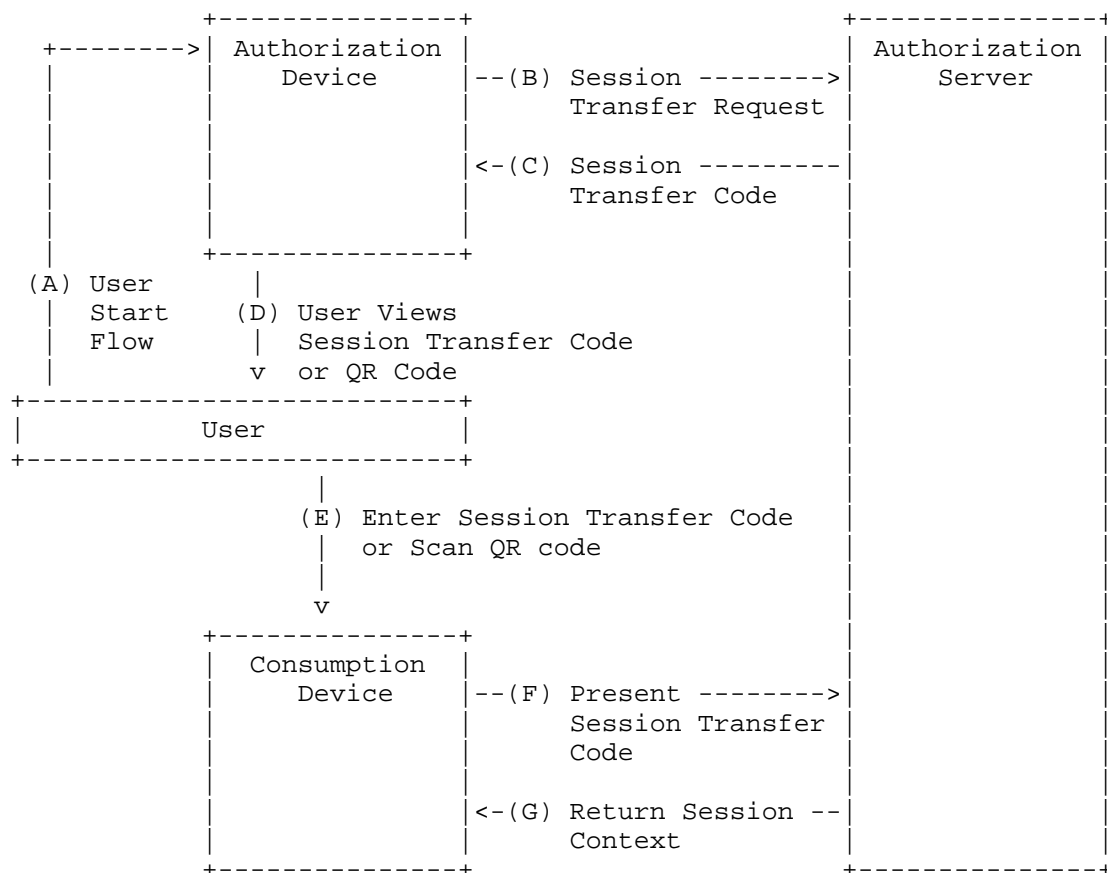 Authorization Device
Authorization Server
(B) Session
Transfer Request
(C) Session
Transfer Code
(A) User
Start
Flow
(D) User Views
Session Transfer Code
or QR Code
User
(E) Enter Session Transfer Code
or Scan QR code
Consumption
Device
(F) Present
Session Transfer
Code
(G) Return Session
Context